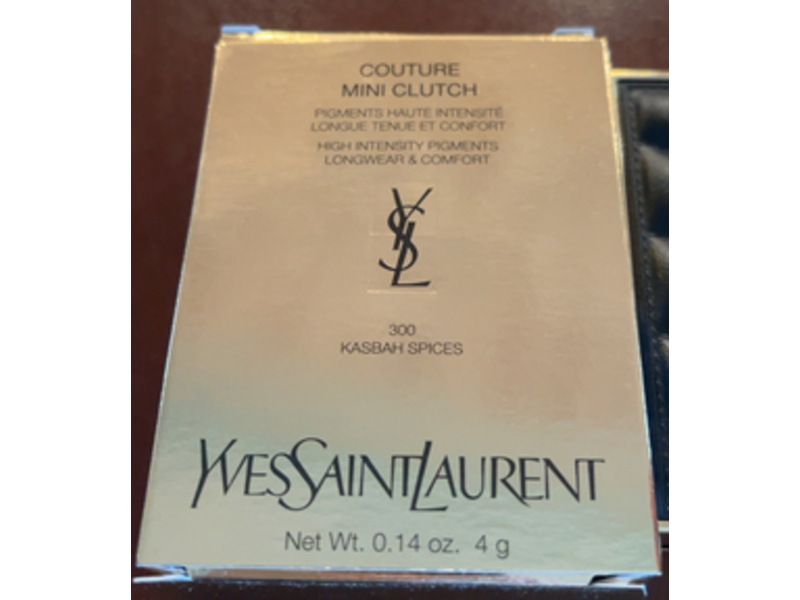 COUTURE
MINI CLUTCH
PIGMENTS HAUTE INTENSITÉ
LONGUE TENUE ET CONFORT
HIGH INTENSITY PIGMENTS
LONGWEAR & COMFORT
YSL
300
KASBAH SPICES
YVESSAINTLAURENT
Net Wt. 0.14 oz. 4 g